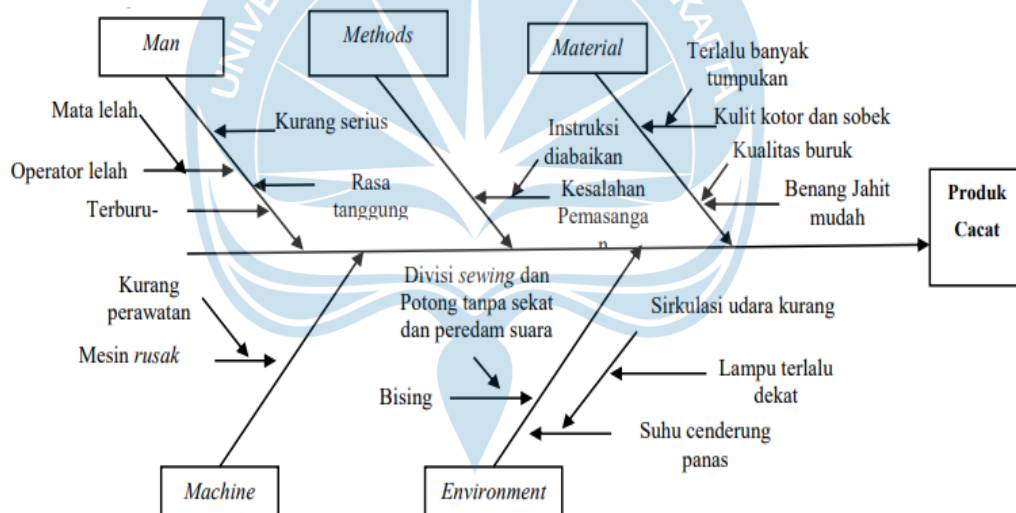 Man
Methods
Material
Terlalu banyak
tumpukan
Mata lelah
Kurang serius
Instruksi
diabaikan
Kulit kotor dan sobek
Kualitas buruk
Operator lelah
Rasa
tanggung
Kesalahan
Pemasanga
n
Benang Jahit
mudah
Terburu-
Produk
Cacat
Kurang
perawatan
Mesin rusak
Divisi sewing dan
Potong tanpa sekat
dan peredam suara
Bising
Sirkulasi udara kurang
Lampu terlalu
dekat
Suhu cenderung
panas
Machine
Environment